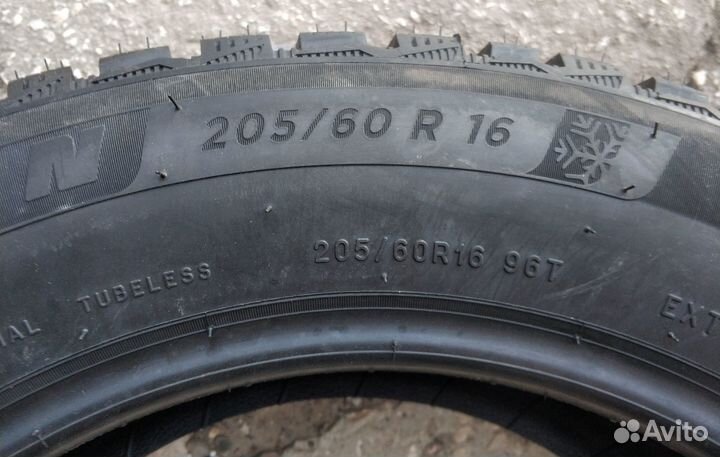 N 205/60 R 16
205/60R16 96T
TUBELESS
Avito